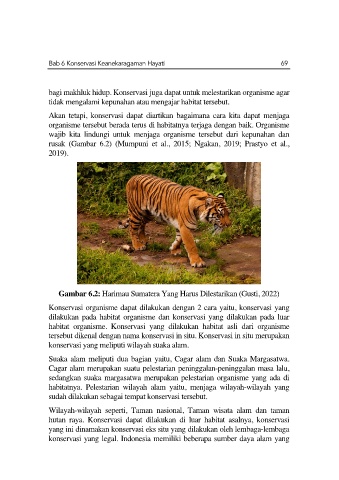 Bab 6 Konservasi Keanekaragaman Hayati 69
bagi makhluk hidup. Konservasi juga dapat untuk melestarikan organisme agar
tidak mengalami kepunahan atau mengajar habitat tersebut.
Akan tetapi, konservasi dapat diartikan bagaimana cara kita dapat menjaga
organisme tersebut berada terus di habitatnya terjaga dengan baik. Organisme
wajib kita lindungi untuk menjaga organisme tersebut dari kepunahan dan
rusak (Gambar 6.2) (Mumpuni et al., 2015; Ngakan, 2019; Prastyo et al.,
2019).
Gambar 6.2: Harimau Sumatera Yang Harus Dilestarikan (Gusti, 2022)
Konservasi organisme dapat dilakukan dengan 2 cara yaitu, konservasi yang
dilakukan pada habitat organisme dan konservasi yang dilakukan pada luar
habitat organisme. Konservasi yang dilakukan habitat asli dari organisme
tersebut dikenal dengan nama konservasi in situ. Konservasi in situ merupakan
konservasi yang meliputi wilayah suaka alam.
Suaka alam meliputi dua bagian yaitu, Cagar alam dan Suaka Margasatwa.
Cagar alam merupakan suatu pelestarian peninggalan-peninggalan masa lalu,
sedangkan suaka margasatwa merupakan pelestarian organisme yang ada di
habitatnya. Pelestarian wilayah alam yaitu, menjaga wilayah-wilayah yang
sudah dilakukan sebagai tempat konservasi tersebut.
Wilayah-wilayah seperti, Taman nasional, Taman wisata alam dan taman
hutan raya. Konservasi dapat dilakukan di luar habitat asalnya, konservasi
yang ini dinamakan konservasi eks situ yang dilakukan oleh lembaga-lembaga
konservasi yang legal. Indonesia memiliki beberapa sumber daya alam yang